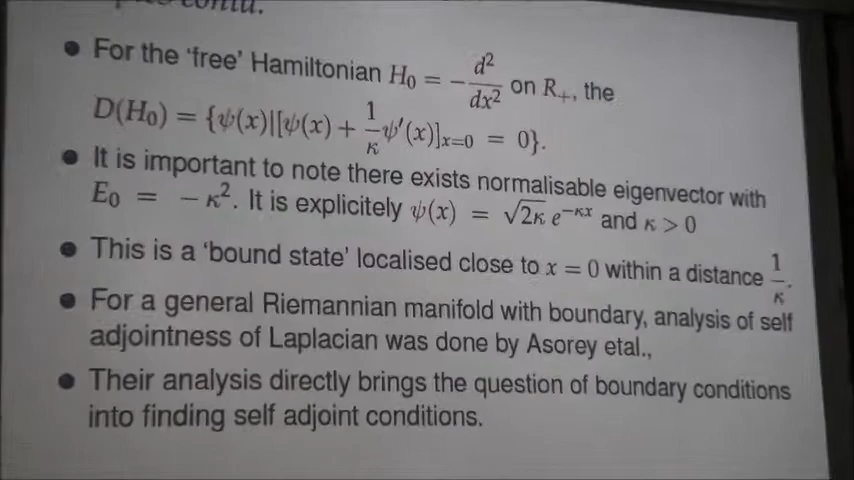 contd.
• For the ‘free’ Hamiltonian H₀ = −d²/dx² on R₊, the
D(H₀) = {ψ(x)|[ψ(x) + 1/κ ψ′(x)]ₓ₌₀ = 0}.
• It is important to note there exists normalisable eigenvector with
E₀ = −κ². It is explicitly ψ(x) = √2κ e^{−κx} and κ > 0
• This is a ‘bound state’ localised close to x = 0 within a distance 1/κ.
• For a general Riemannian manifold with boundary, analysis of self
adjointness of Laplacian was done by Asorey etal.,
• Their analysis directly brings the question of boundary conditions
into finding self adjoint conditions.